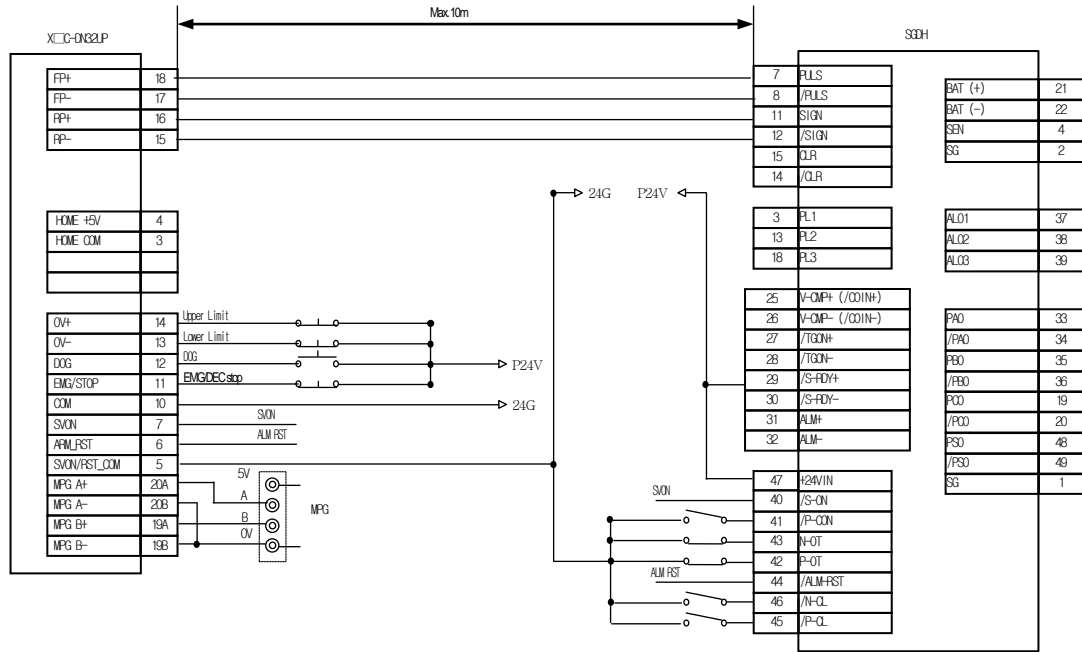 Max.10m
X□C-DN32UP
SGDH
FP+ 18
FP- 17
RP+ 16
RP- 15
HOME +5V 4
HOME COM 3
OV+ 14 Upper Limit
OV- 13 Lower Limit
DOG 12 DOG
EMG/STOP 11 EMG/DEC stop
COM 10
SVON 7 SVON
ARM_RST 6 ALM RST
SVON/RST_COM 5
MPG A+ 20A
MPG A- 20B
MPG B+ 19A
MPG B- 19B
5V
A
B
0V
MPG
P24V
24G
24G P24V
7 PULS
8 /PULS
11 SIGN
12 /SIGN
15 CLR
14 /CLR
3 PL1
13 PL2
18 PL3
25 V-CMP+ (/COIN+)
26 V-CMP- (/COIN-)
27 /TGON+
28 /TGON-
29 /S-RDY+
30 /S-RDY-
31 ALM+
32 ALM-
47 +24VIN
SVON 40 /S-ON
41 /P-CON
43 N-OT
42 P-OT
ALM RST 44 /ALM-RST
46 /N-CL
45 /P-CL
BAT (+) 21
BAT (-) 22
SEN 4
SG 2
ALO1 37
ALO2 38
ALO3 39
PAO 33
/PAO 34
PBO 35
/PBO 36
PCO 19
/PCO 20
PSO 48
/PSO 49
SG 1